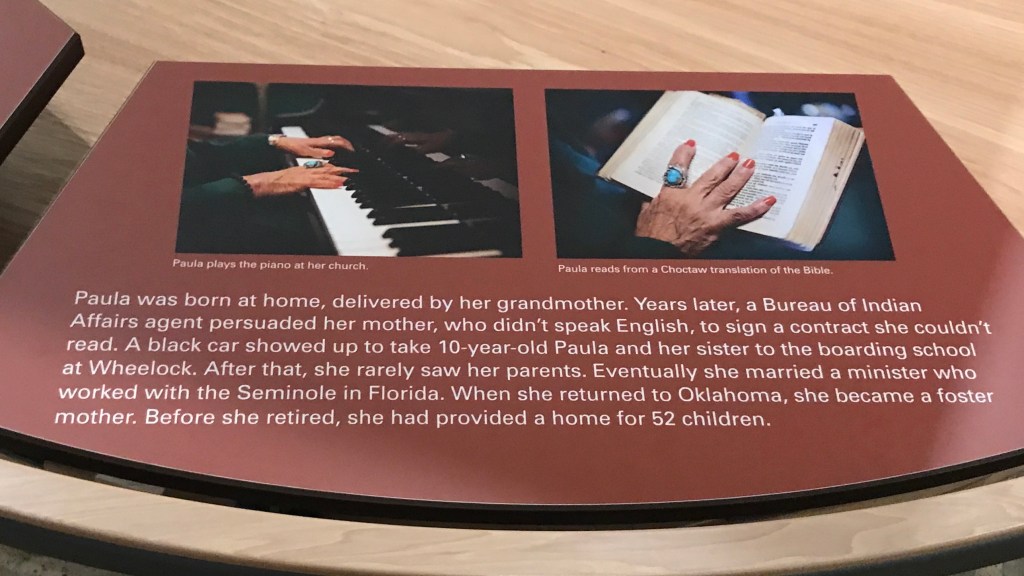 Paula plays the piano at her church.
Paula reads from a Choctaw translation of the Bible.
Paula was born at home, delivered by her grandmother. Years later, a Bureau of Indian
Affairs agent persuaded her mother, who didn't speak English, to sign a contract she couldn't
read. A black car showed up to take 10-year-old Paula and her sister to the boarding school
at Wheelock. After that, she rarely saw her parents. Eventually she married a minister who
worked with the Seminole in Florida. When she returned to Oklahoma, she became a foster
mother. Before she retired, she had provided a home for 52 children.